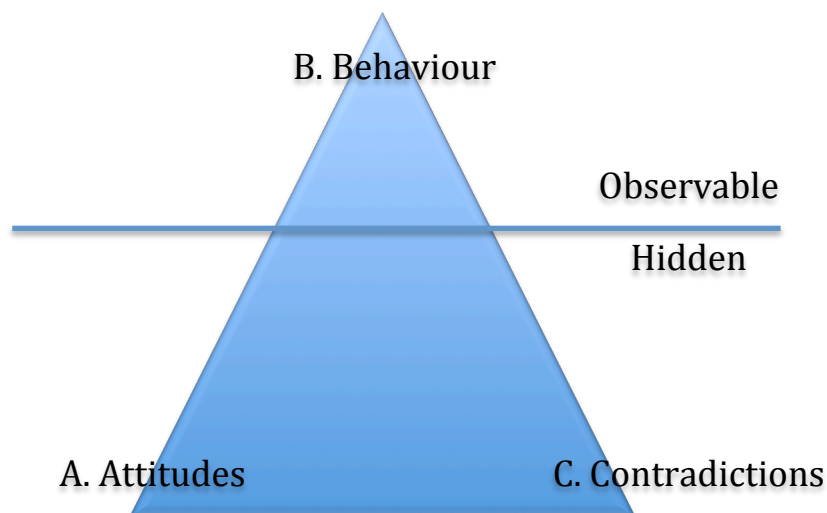 B. Behaviour
Observable
Hidden
A. Attitudes
C. Contradictions